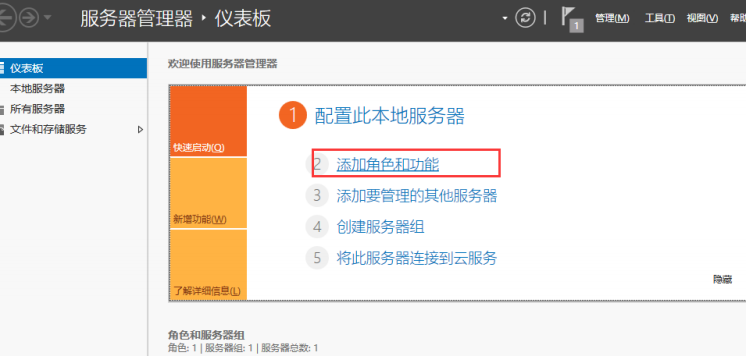 服务器管理器 · 仪表板
1 管理(M) 工具(T) 视图(V) 帮助
仪表板
本地服务器
所有服务器
文件和存储服务
欢迎使用服务器管理器
快速启动(Q)
新增功能(W)
了解详细信息(L)
1 配置此本地服务器
2 添加角色和功能
3 添加要管理的其他服务器
4 创建服务器组
5 将此服务器连接到云服务
隐藏
角色和服务器组
角色: 1 | 服务器组: 1 | 服务器总数: 1